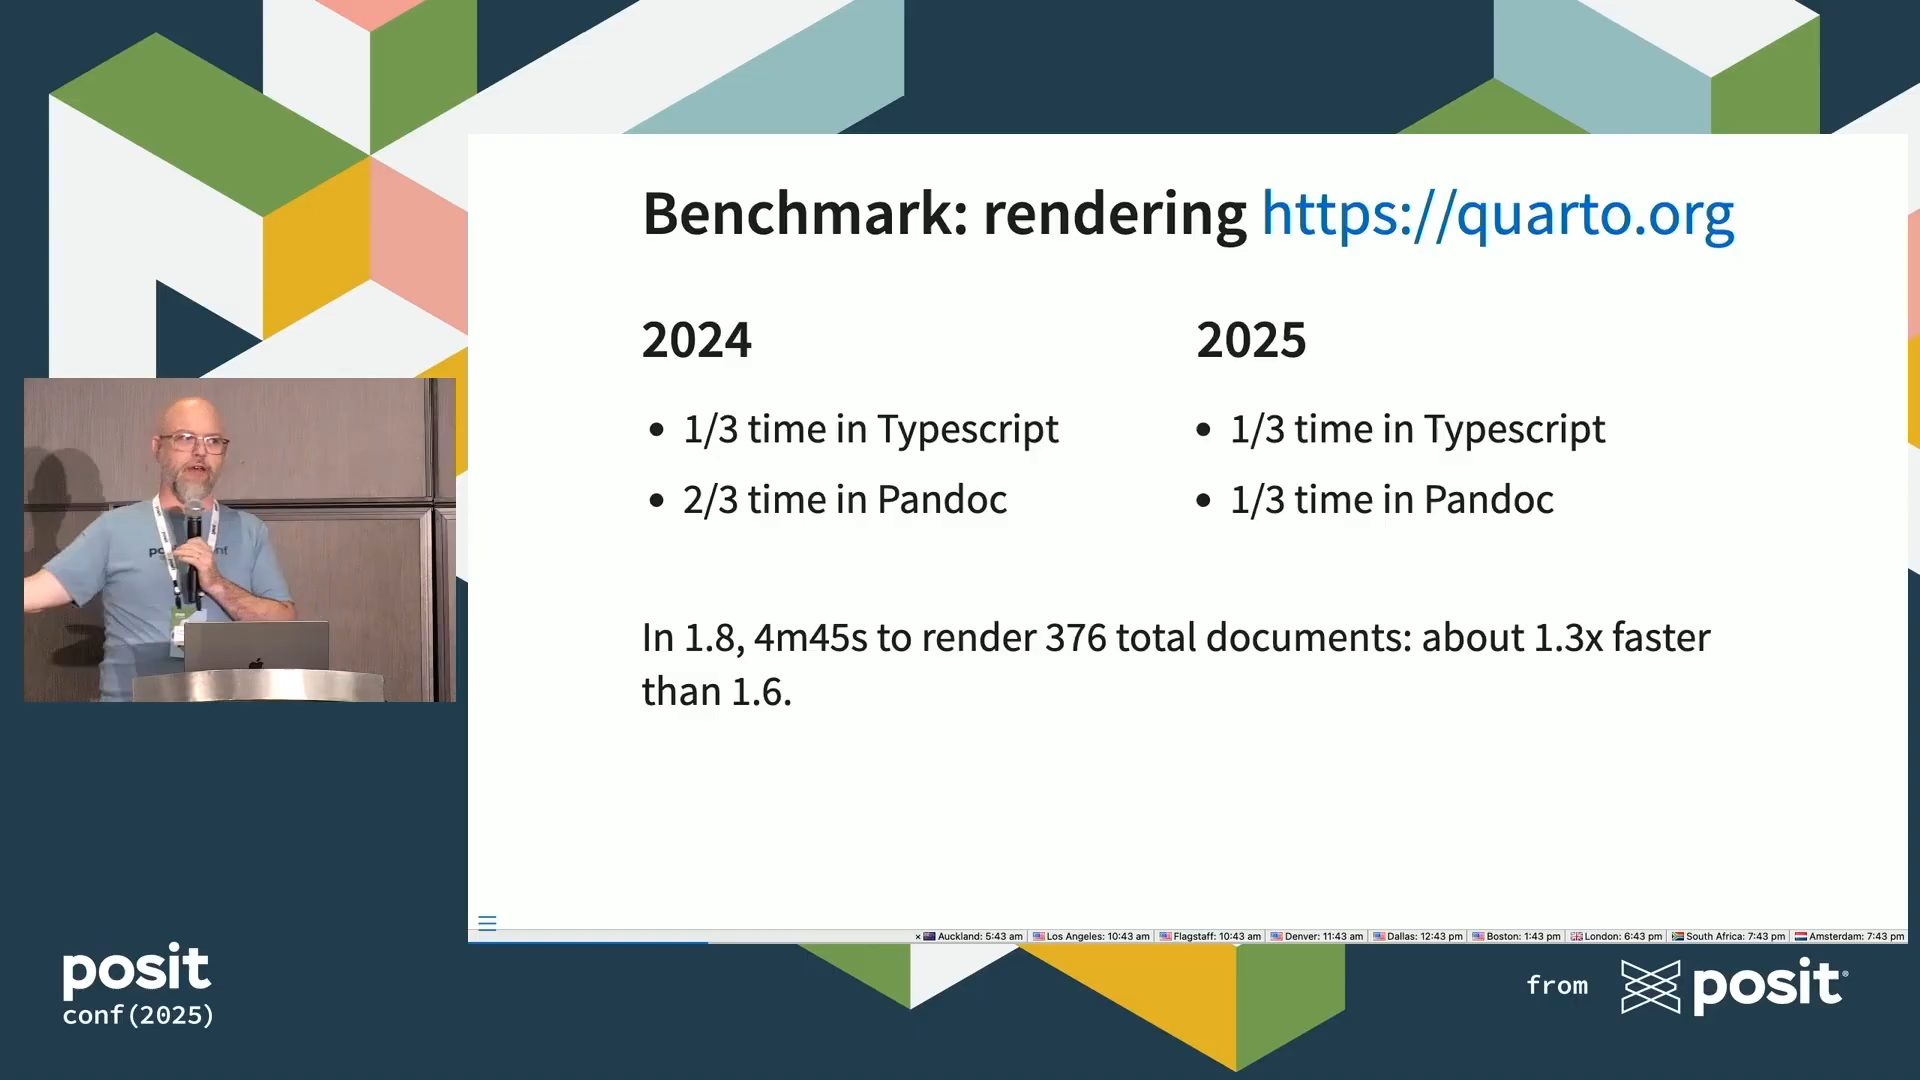 Benchmark: rendering https://quarto.org
2024
• 1/3 time in Typescript
• 2/3 time in Pandoc
2025
• 1/3 time in Typescript
• 1/3 time in Pandoc
In 1.8, 4m45s to render 376 total documents: about 1.3x faster
than 1.6.
× Auckland: 5:43 am Los Angeles: 10:43 am Flagstaff: 10:43 am Denver: 11:43 am Dallas: 12:43 pm Boston: 1:43 pm London: 6:43 pm South Africa: 7:43 pm Amsterdam: 7:43 pm
posit
conf(2025)
from posit